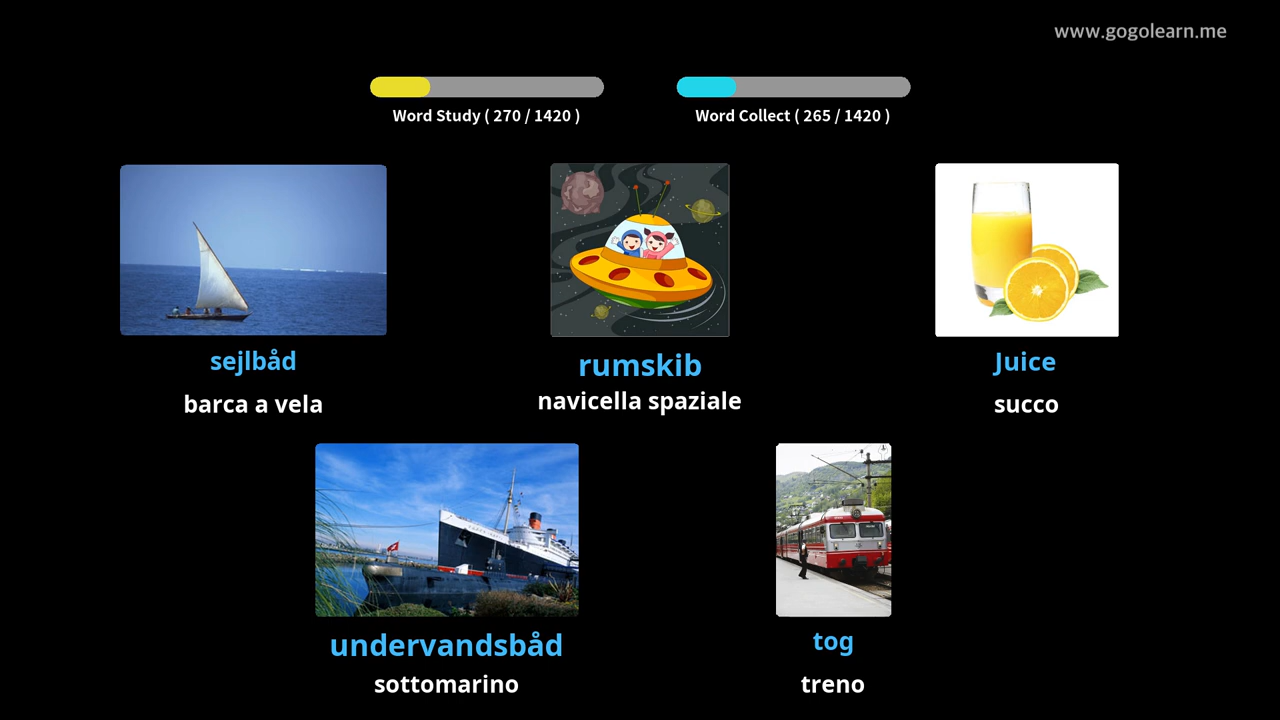 www.gogolearn.me
Word Study ( 270 / 1420 )
Word Collect ( 265 / 1420 )
sejlbåd
barca a vela
rumskib
navicella spaziale
Juice
succo
undervandsbåd
sottomarino
tog
treno